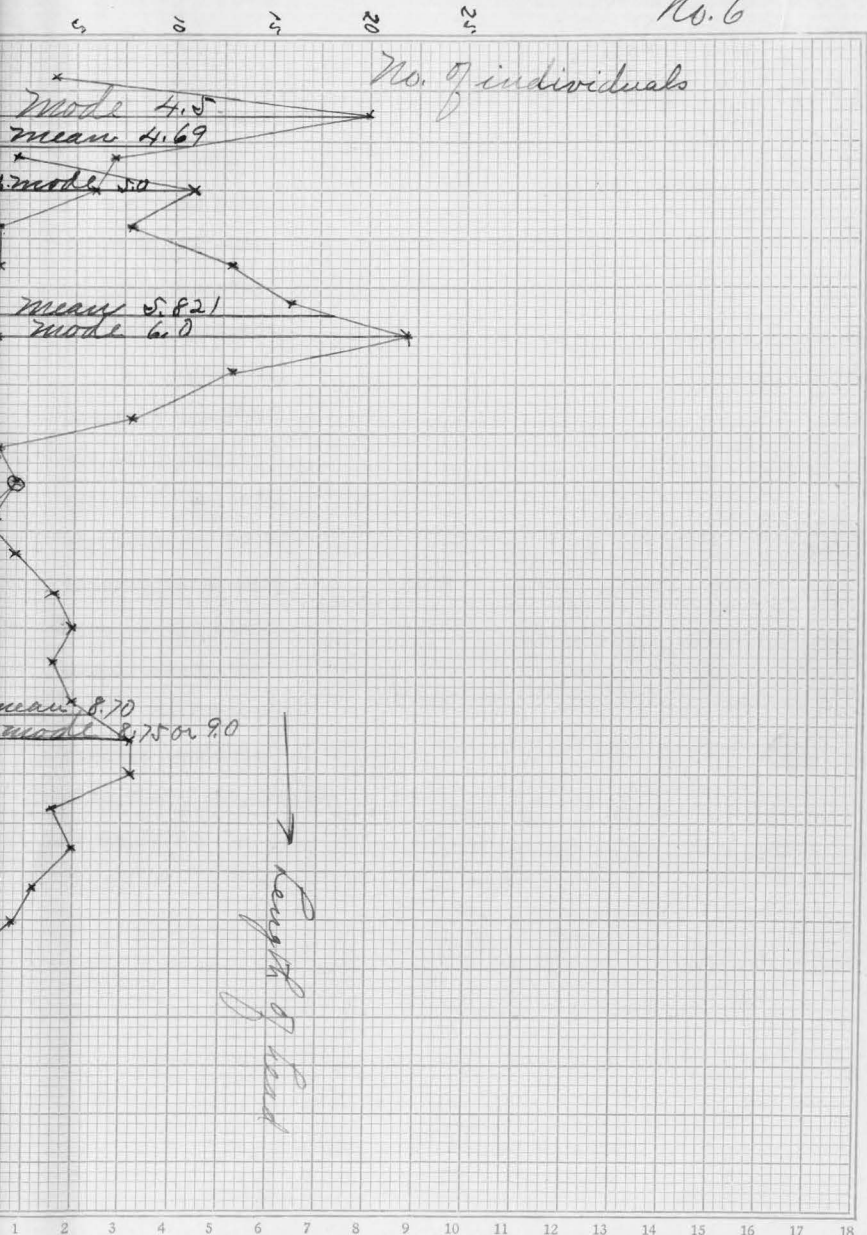 No. 6
5 10 15 20 25
No. of individuals
Mode 4.5
mean 4.69
mode 5.0
mean 5.821
mode 6.0
mean 8.70
mode 8.75 or 9.0
Length of head
1 2 3 4 5 6 7 8 9 10 11 12 13 14 15 16 17 18